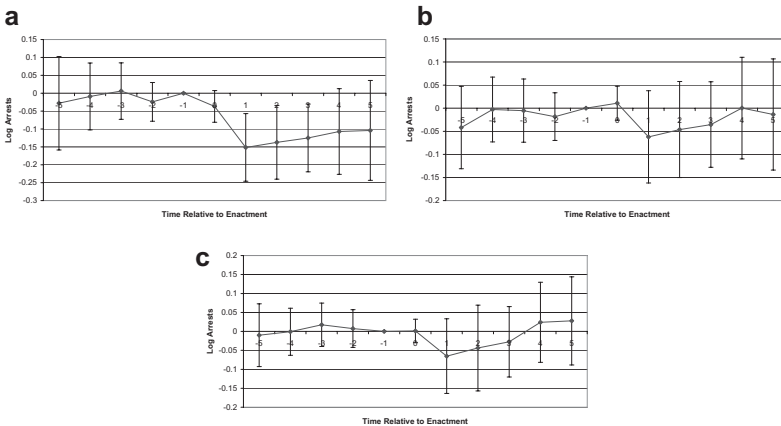 a
0.15
0.1
0.05
0
-0.05
-0.1
-0.15
-0.2
-0.25
-0.3
-5 -4 -3 -2 -1 0 1 2 3 4 5
Log Arrests
Time Relative to Enactment
b
0.15
0.1
0.05
0
-0.05
-0.1
-0.15
-0.2
-5 -4 -3 -2 -1 0 1 2 3 4 5
Log Arrests
Time Relative to Enactment
c
0.2
0.15
0.1
0.05
0
-0.05
-0.1
-0.15
-0.2
-5 -4 -3 -2 -1 0 1 2 3 4 5
Log Arrests
Time Relative to Enactment